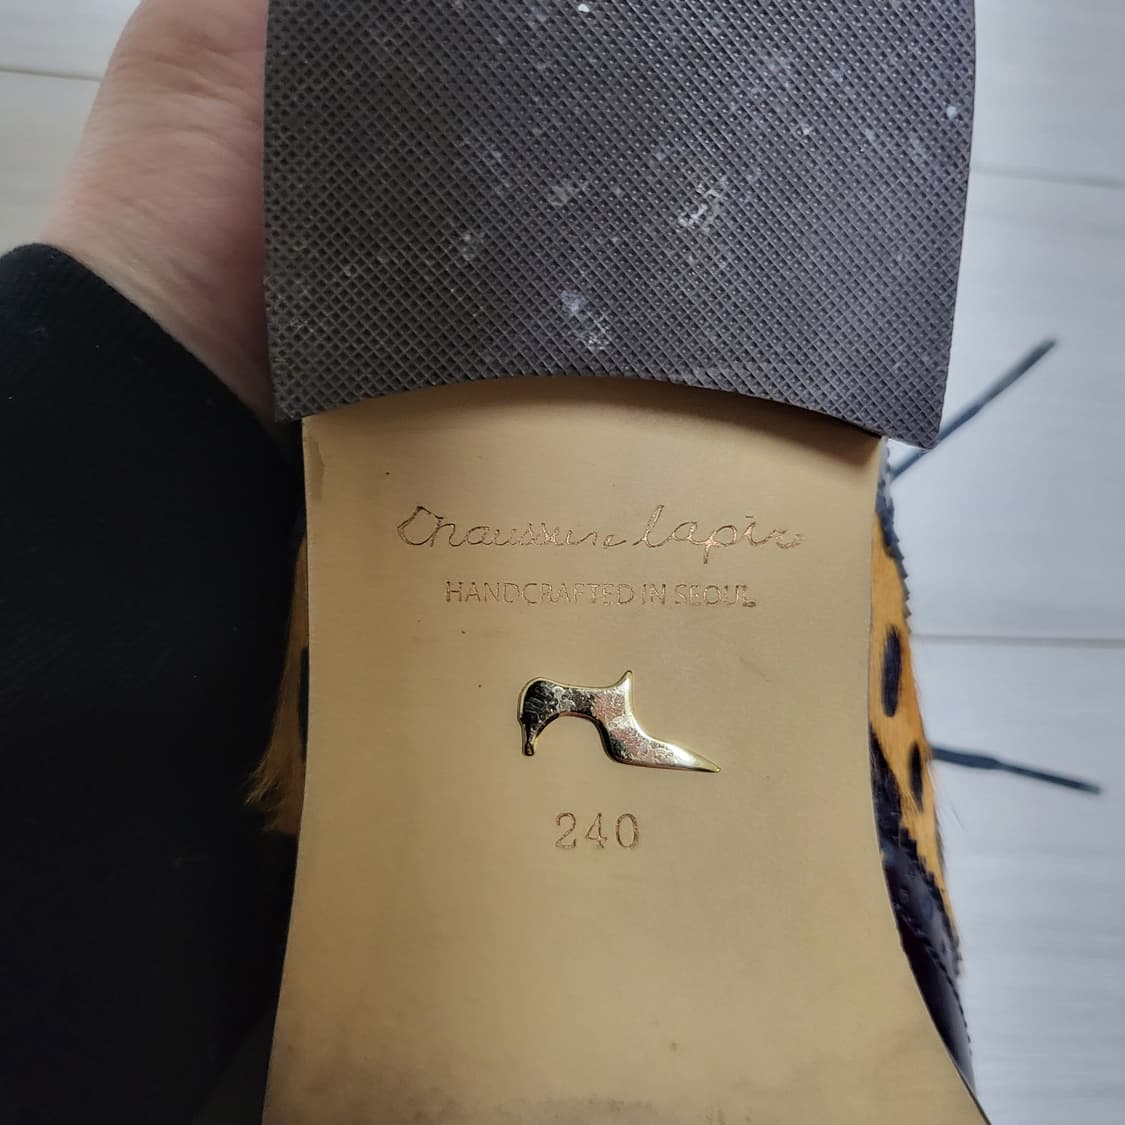 Chaussure lapin
HANDCRAFTED IN SEOUL
240